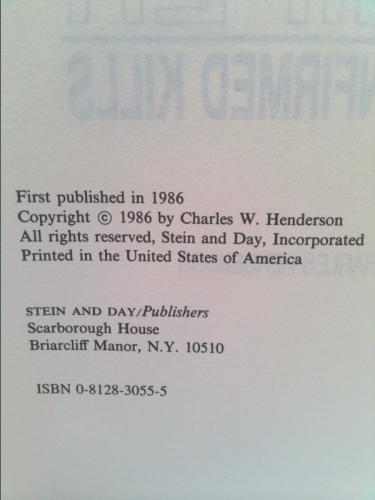 First published in 1986
Copyright © 1986 by Charles W. Henderson
All rights reserved, Stein and Day, Incorporated
Printed in the United States of America
STEIN AND DAY/Publishers
Scarborough House
Briarcliff Manor, N.Y. 10510
ISBN 0-8128-3055-5